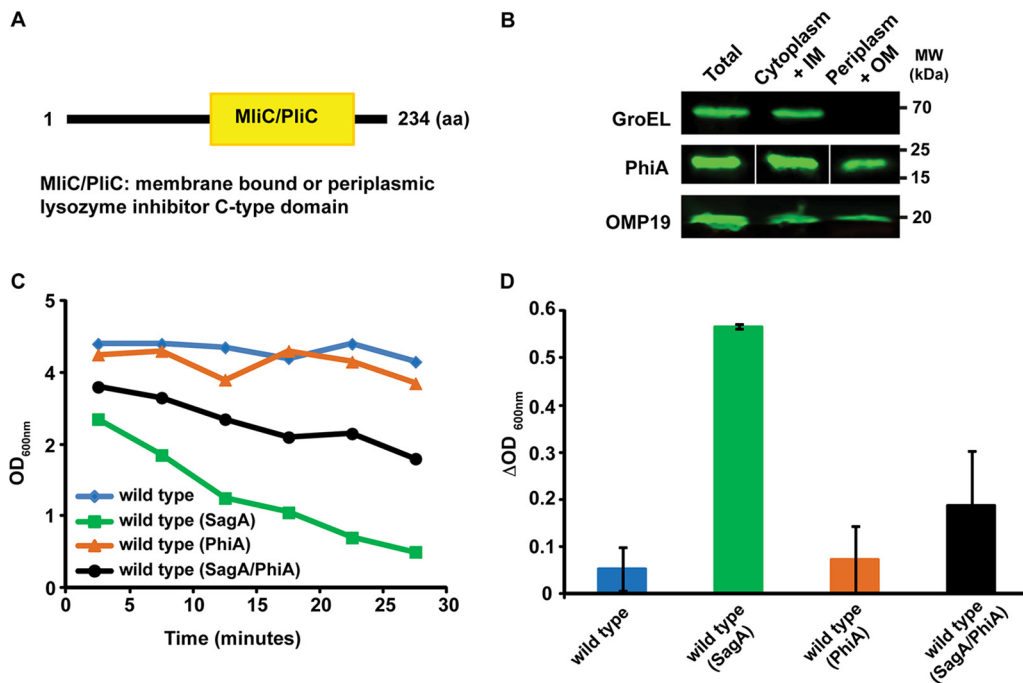 A
1
MliC/PliC
234 (aa)
MliC/PliC: membrane bound or periplasmic
lysozyme inhibitor C-type domain
B
Total
Cytoplasm
+ IM
Periplasm
+ OM
MW
(kDa)
GroEL
70
PhiA
25
15
OMP19
20
C
5
4
2
1
0
OD600nm
wild type
wild type (SagA)
wild type (PhiA)
wild type (SagA/PhiA)
0
5
10
15
20
25
30
Time (minutes)
D
0.6
0.5
0.4
0.2
0.1
0
ΔOD 600nm
wild type
wild type
(SagA)
wild type
(PhiA)
wild type
(SagA/PhiA)